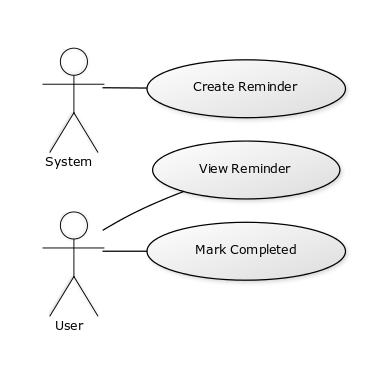 Create Reminder
System
View Reminder
Mark Completed
User